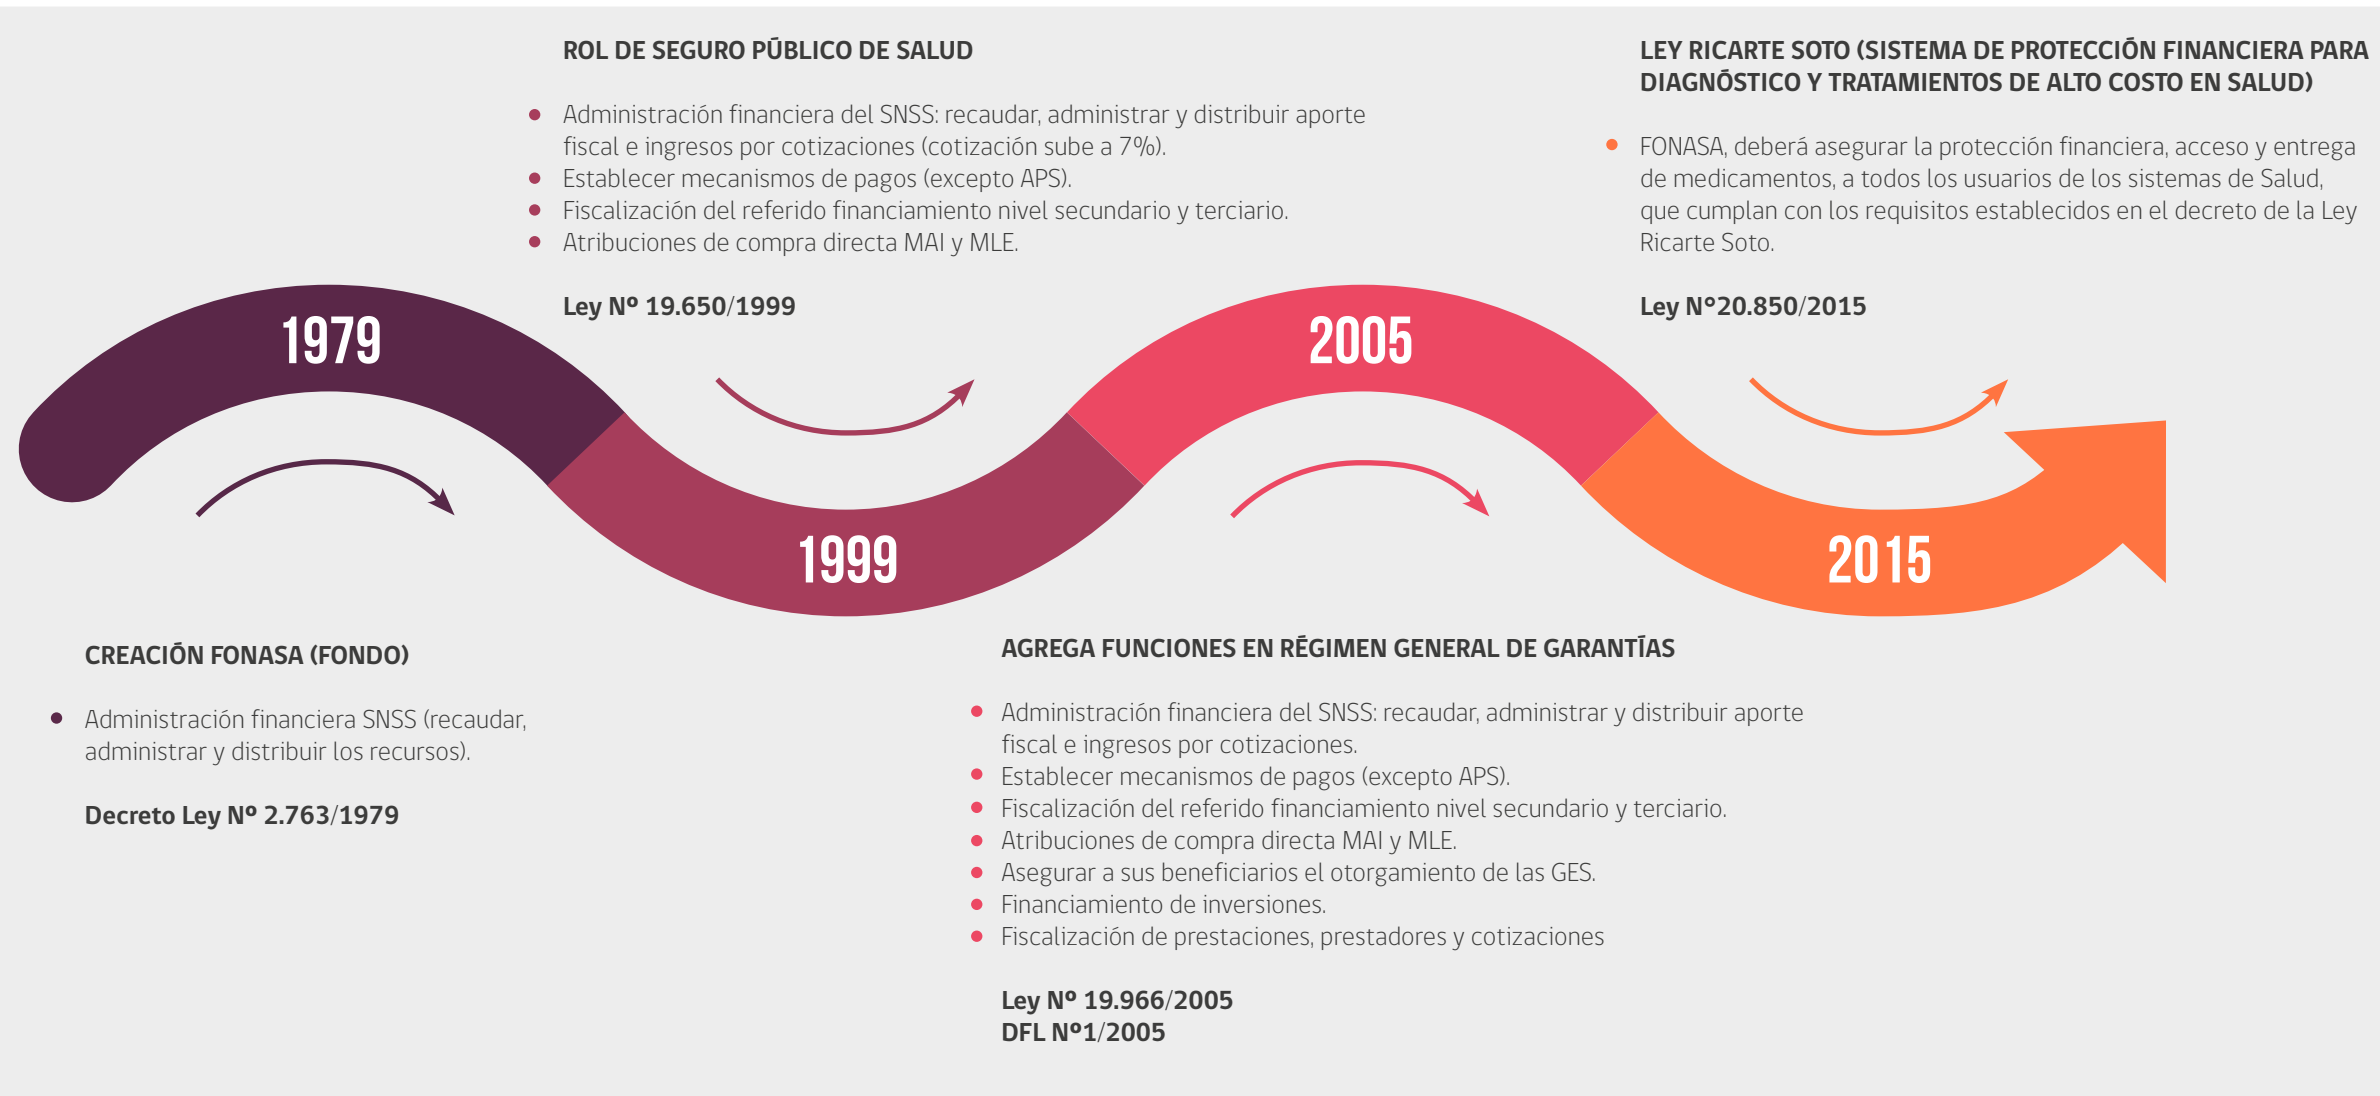 1979
CREACIÓN FONASA (FONDO)
Administración financiera SNSS (recaudar,
administrar y distribuir los recursos).
Decreto Ley Nº 2.763/1979
ROL DE SEGURO PÚBLICO DE SALUD
Administración financiera del SNSS: recaudar, administrar y distribuir aporte
fiscal e ingresos por cotizaciones (cotización sube a 7%).
Establecer mecanismos de pagos (excepto APS).
Fiscalización del referido financiamiento nivel secundario y terciario.
Atribuciones de compra directa MAI y MLE.
Ley Nº 19.650/1999
1999
2005
AGREGA FUNCIONES EN RÉGIMEN GENERAL DE GARANTÍAS
Administración financiera del SNSS: recaudar, administrar y distribuir aporte
fiscal e ingresos por cotizaciones.
Establecer mecanismos de pagos (excepto APS).
Fiscalización del referido financiamiento nivel secundario y terciario.
Atribuciones de compra directa MAI y MLE.
Asegurar a sus beneficiarios el otorgamiento de las GES.
Financiamiento de inversiones.
Fiscalización de prestaciones, prestadores y cotizaciones
Ley Nº 19.966/2005
DFL Nº1/2005
LEY RICARTE SOTO (SISTEMA DE PROTECCIÓN FINANCIERA PARA
DIAGNÓSTICO Y TRATAMIENTOS DE ALTO COSTO EN SALUD)
FONASA, deberá asegurar la protección financiera, acceso y entrega
de medicamentos, a todos los usuarios de los sistemas de Salud,
que cumplan con los requisitos establecidos en el decreto de la Ley
Ricarte Soto.
Ley N°20.850/2015
2015